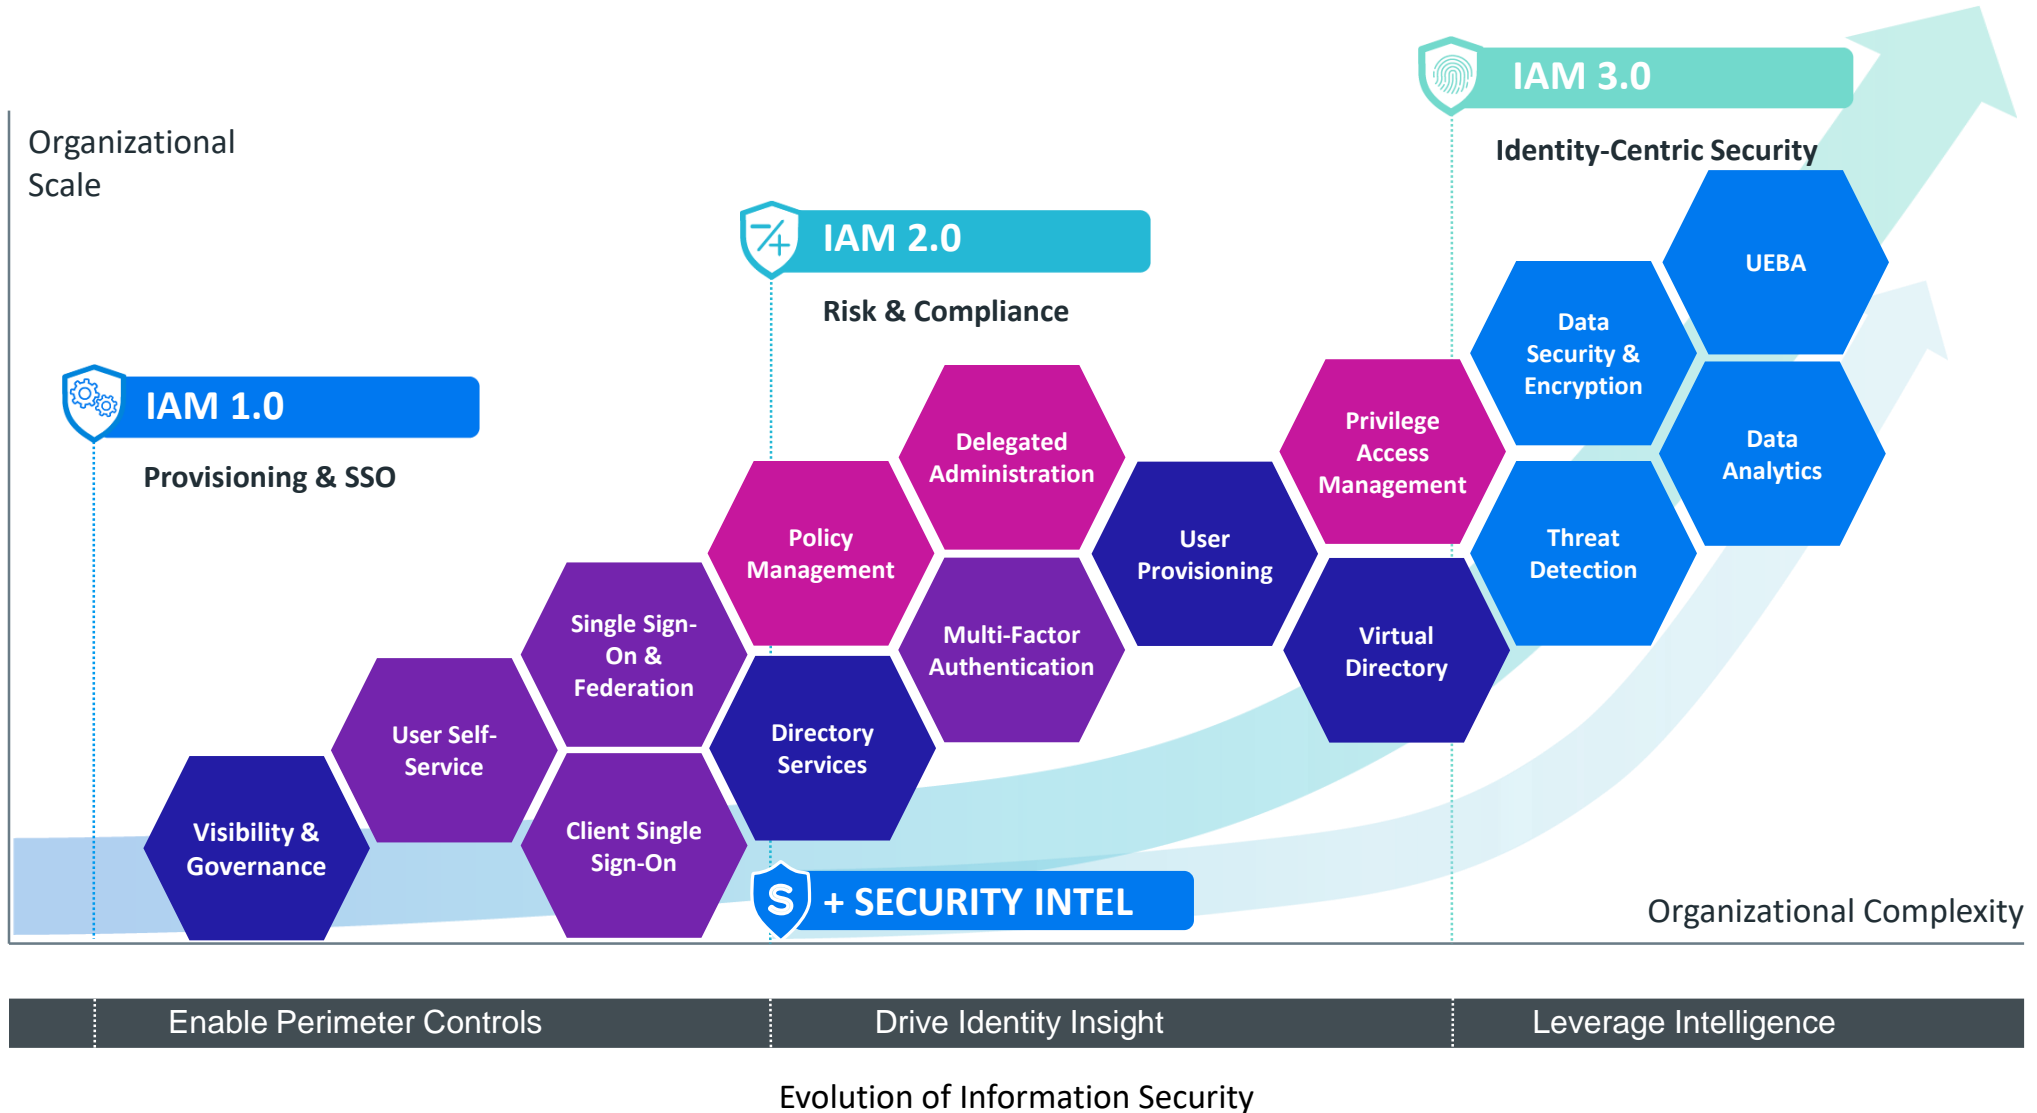 IAM 3.0
Organizational
Scale
Identity-Centric Security
IAM 2.0
UEBA
Risk & Compliance
Data
Security &
Encryption
IAM 1.0
Provisioning & SSO
Delegated
Administration
Privilege
Access
Management
Data
Analytics
Policy
Management
User
Provisioning
Threat
Detection
Single Sign-
On &
Federation
Multi-Factor
Authentication
Virtual
Directory
User Self-
Service
Directory
Services
Visibility &
Governance
Client Single
Sign-On
S
+ SECURITY INTEL
Organizational Complexity
Enable Perimeter Controls
Drive Identity Insight
Leverage Intelligence
Evolution of Information Security